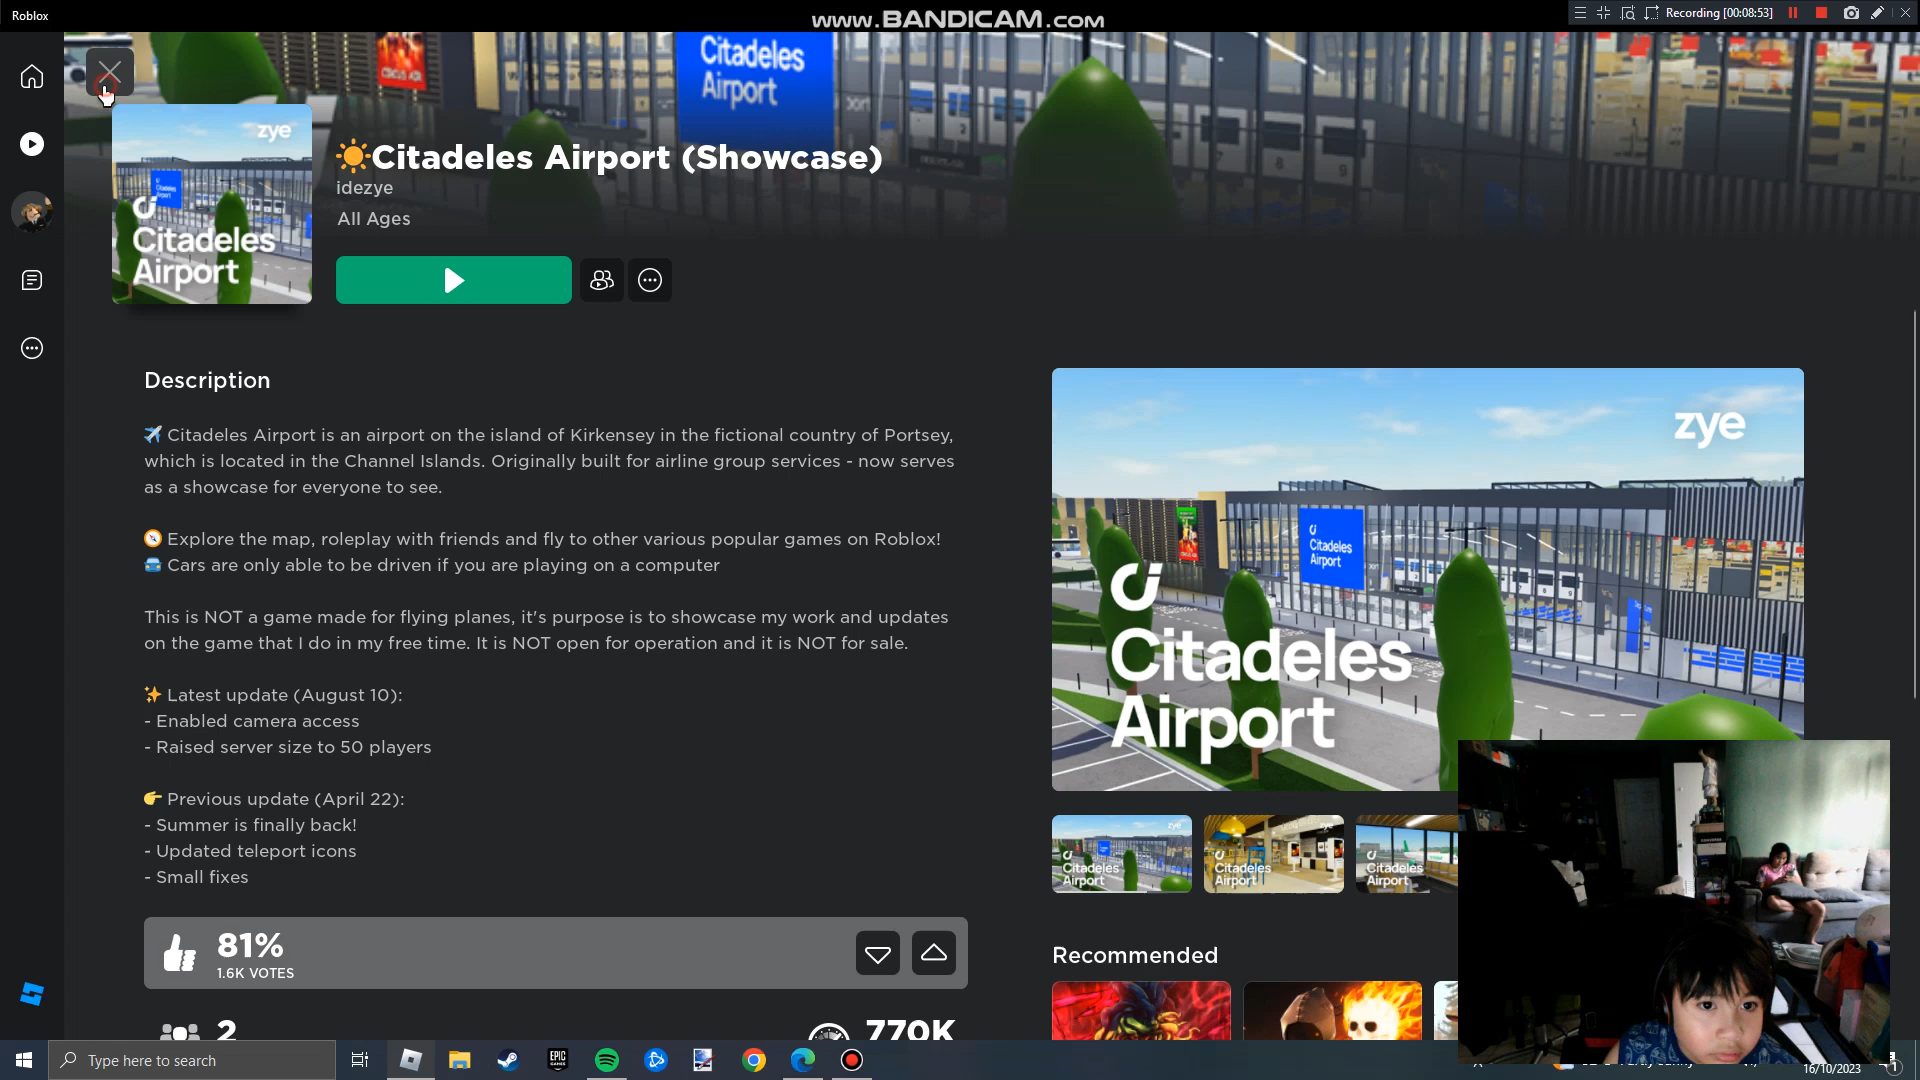 Roblox
www.BANDICAM.com
Recording [00:08:53]
CIRCUS AIR
Citadeles
Airport
zye
Citadeles
Airport
☀️Citadeles Airport (Showcase)
idezye
All Ages
Description
✈️ Citadeles Airport is an airport on the island of Kirkensey in the fictional country of Portsey,
which is located in the Channel Islands. Originally built for airline group services - now serves
as a showcase for everyone to see.
🧭 Explore the map, roleplay with friends and fly to other various popular games on Roblox!
🚘 Cars are only able to be driven if you are playing on a computer
This is NOT a game made for flying planes, it's purpose is to showcase my work and updates
on the game that I do in my free time. It is NOT open for operation and it is NOT for sale.
✨ Latest update (August 10):
- Enabled camera access
- Raised server size to 50 players
👉 Previous update (April 22):
- Summer is finally back!
- Updated teleport icons
- Small fixes
81%
1.6K VOTES
2
770K
zye
Citadeles
Airport
Citadeles
Airport
Citadeles
Airport
Citadeles
Airport
Citadeles
Airport
Recommended
Type here to search
EPIC
GAMES
16/10/2023
1